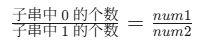 子串中 0 的个数 / 子串中 1 的个数 = num1 / num2